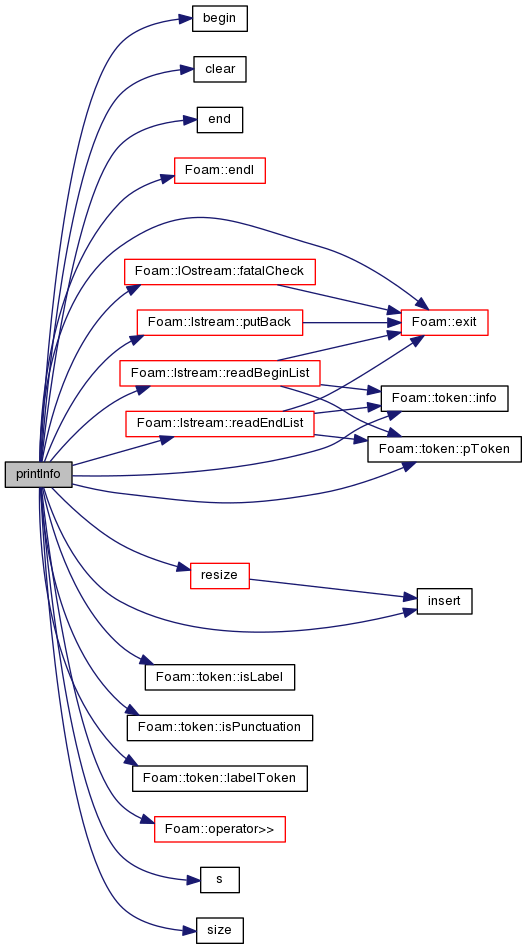 begin
clear
end
Foam::endl
Foam::IOstream::fatalCheck
Foam::Istream::putBack
Foam::exit
Foam::Istream::readBeginList
Foam::token::info
Foam::Istream::readEndList
Foam::token::pToken
printInfo
resize
insert
Foam::token::isLabel
Foam::token::isPunctuation
Foam::token::labelToken
Foam::operator>>
s
size